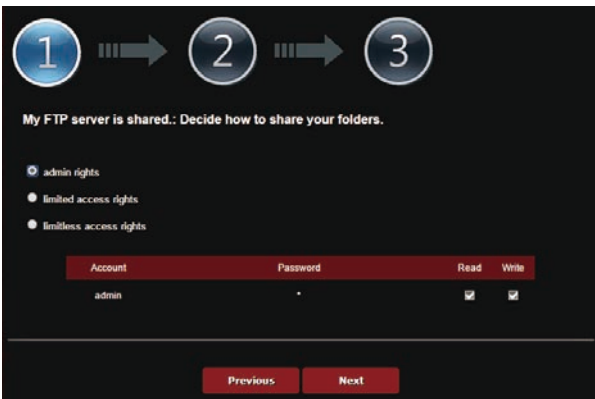 1 2 3
My FTP server is shared.: Decide how to share your folders.
admin rights
limited access rights
limitless access rights
Account Password Read Write
admin *
Previous Next